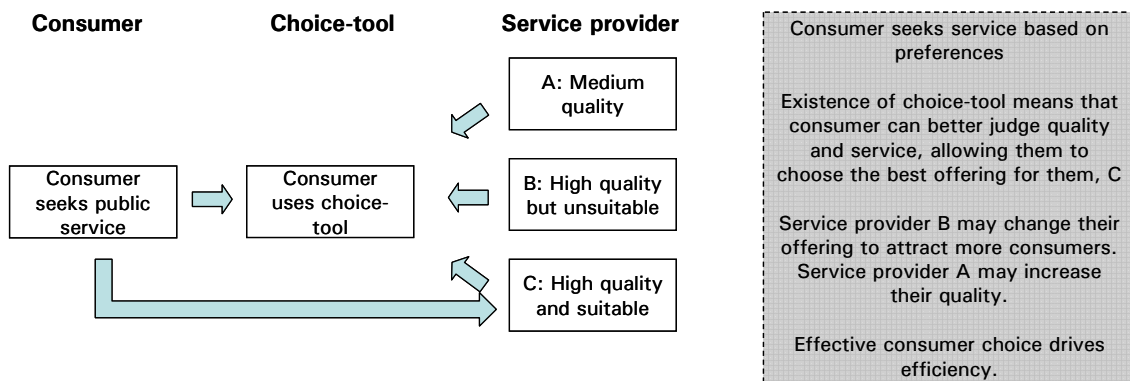 Consumer
Choice-tool
Service provider
A: Medium
quality
Consumer
seeks public
service
Consumer
uses choice-
tool
B: High quality
but unsuitable
C: High quality
and suitable
Consumer seeks service based on
preferences
Existence of choice-tool means that
consumer can better judge quality
and service, allowing them to
choose the best offering for them, C
Service provider B may change their
offering to attract more consumers.
Service provider A may increase
their quality.
Effective consumer choice drives
efficiency.